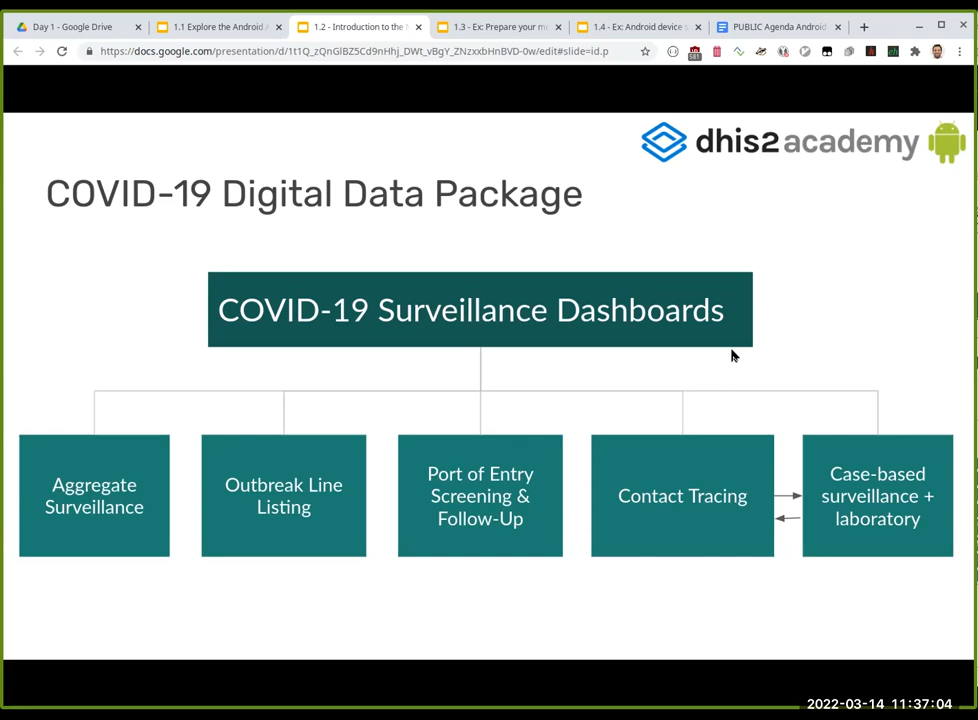 Day 1 - Google Drive
1.1 Explore the Android
1.2 - Introduction to the
1.3 - Ex: Prepare your
1.4 - Ex: Android device
PUBLIC Agenda Android
https://docs.google.com/presentation/d/1t1Q_zQnGlBZ5Cd9nHhj_DWt_vBgY_ZNzxxbHnBVD-0w/edit#slide=id.p
581
dhis2 academy
COVID-19 Digital Data Package
COVID-19 Surveillance Dashboards
Aggregate
Surveillance
Outbreak Line
Listing
Port of Entry
Screening &
Follow-Up
Contact Tracing
Case-based
surveillance +
laboratory
2022-03-14 11:37:04